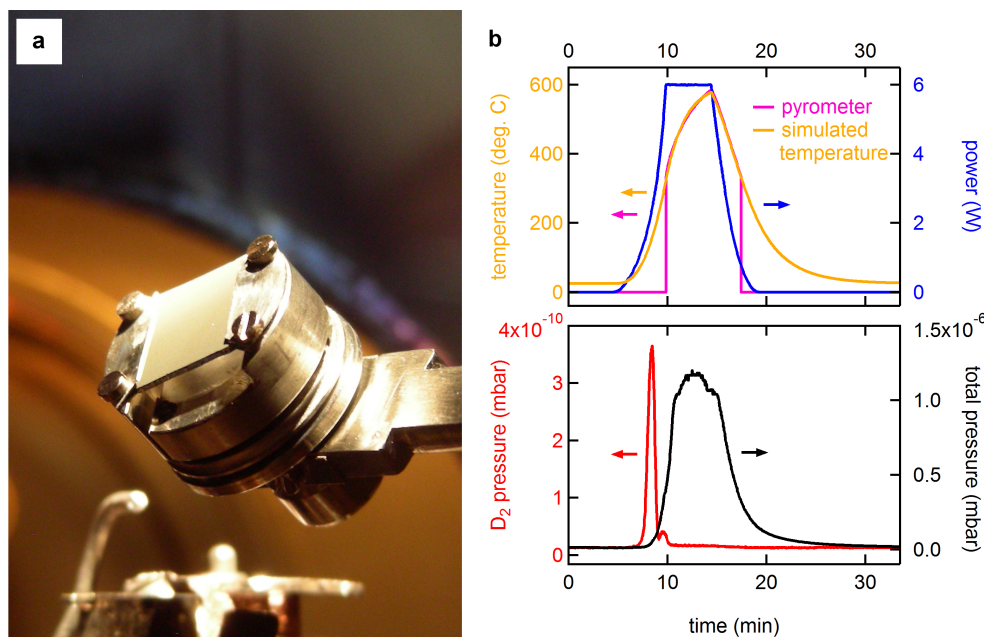 a
b
0 10 20 30
600
400
200
0
temperature (deg. C)
pyrometer
simulated
temperature
6
4
2
0
power (W)
4x10⁻¹⁰
3
2
1
0
D₂ pressure (mbar)
1.5x10⁻⁶
1.0
0.5
0.0
total pressure
(mbar)
0 10 20 30
time (min)